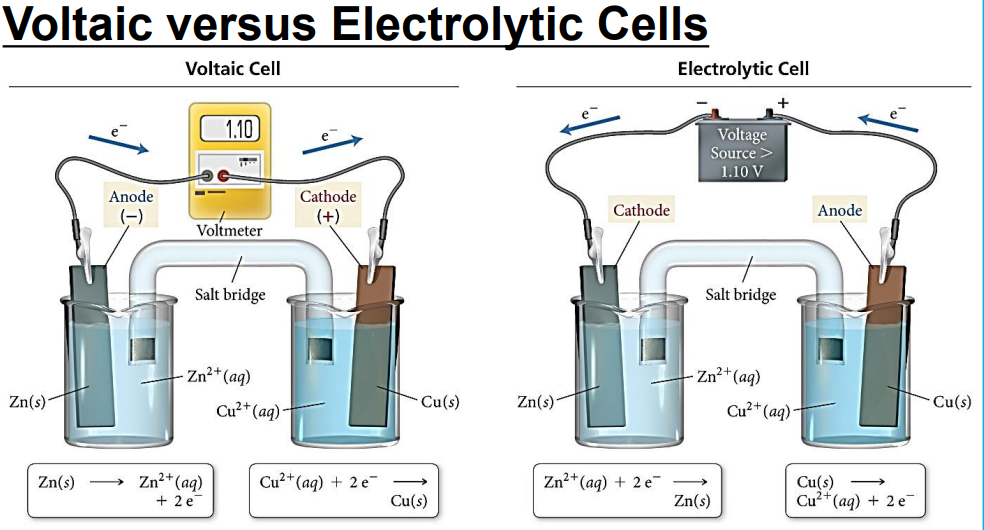 Voltaic versus Electrolytic Cells
Voltaic Cell
e⁻
1.10
e⁻
Anode
(−)
Cathode
(+)
Voltmeter
Salt bridge
Zn(s)
Zn²⁺(aq)
Cu²⁺(aq)
Cu(s)
Zn(s) ⟶ Zn²⁺(aq)
+ 2 e⁻
Cu²⁺(aq) + 2 e⁻ ⟶
Cu(s)
Electrolytic Cell
e⁻
− +
e⁻
Voltage
Source >
1.10 V
Cathode
Anode
Salt bridge
Zn(s)
Zn²⁺(aq)
Cu²⁺(aq)
Cu(s)
Zn²⁺(aq) + 2 e⁻ ⟶
Zn(s)
Cu(s) ⟶
Cu²⁺(aq) + 2 e⁻